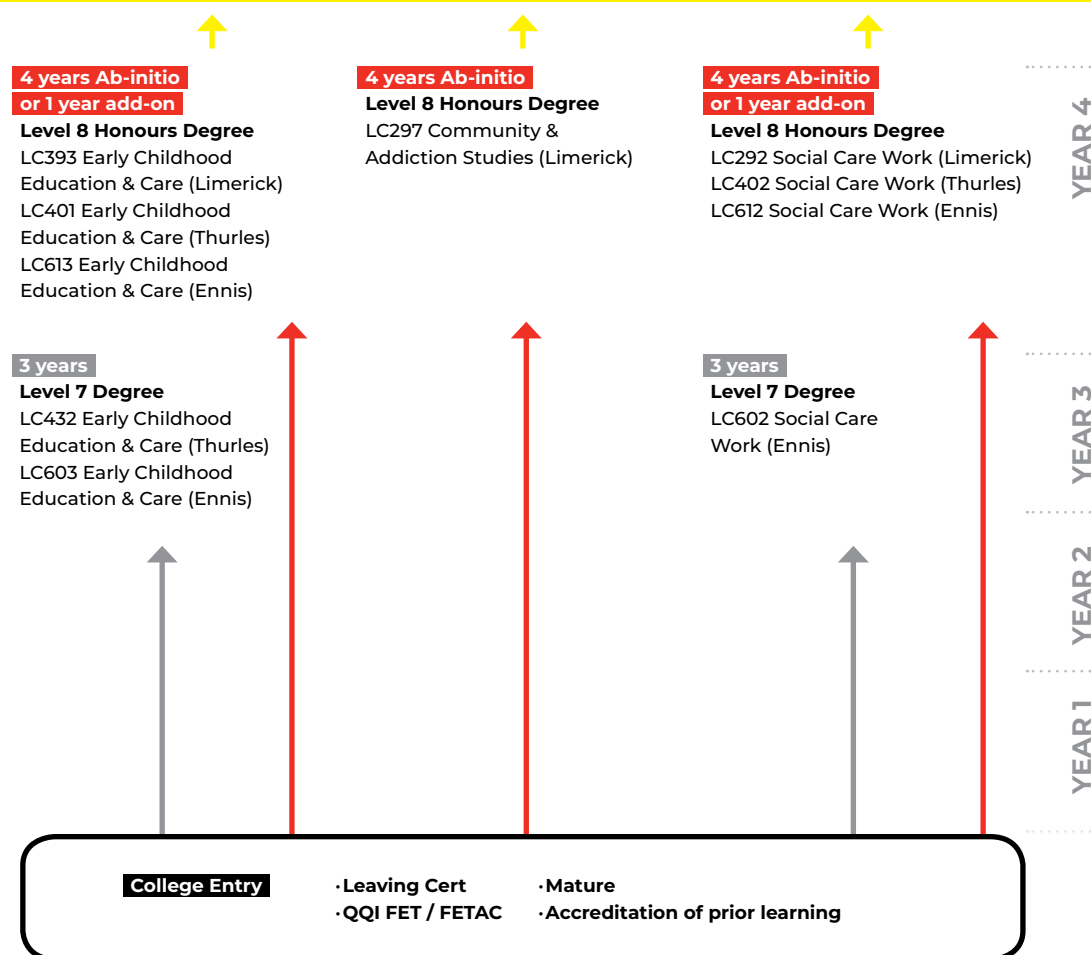 4 years Ab-initio
or 1 year add-on
Level 8 Honours Degree
LC393 Early Childhood
Education & Care (Limerick)
LC401 Early Childhood
Education & Care (Thurles)
LC613 Early Childhood
Education & Care (Ennis)
4 years Ab-initio
Level 8 Honours Degree
LC297 Community &
Addiction Studies (Limerick)
4 years Ab-initio
or 1 year add-on
Level 8 Honours Degree
LC292 Social Care Work (Limerick)
LC402 Social Care Work (Thurles)
LC612 Social Care Work (Ennis)
YEAR 4
3 years
Level 7 Degree
LC432 Early Childhood
Education & Care (Thurles)
LC603 Early Childhood
Education & Care (Ennis)
3 years
Level 7 Degree
LC602 Social Care
Work (Ennis)
YEAR 3
YEAR 2
YEAR 1
College Entry
·Leaving Cert
·QQI FET / FETAC
·Mature
·Accreditation of prior learning